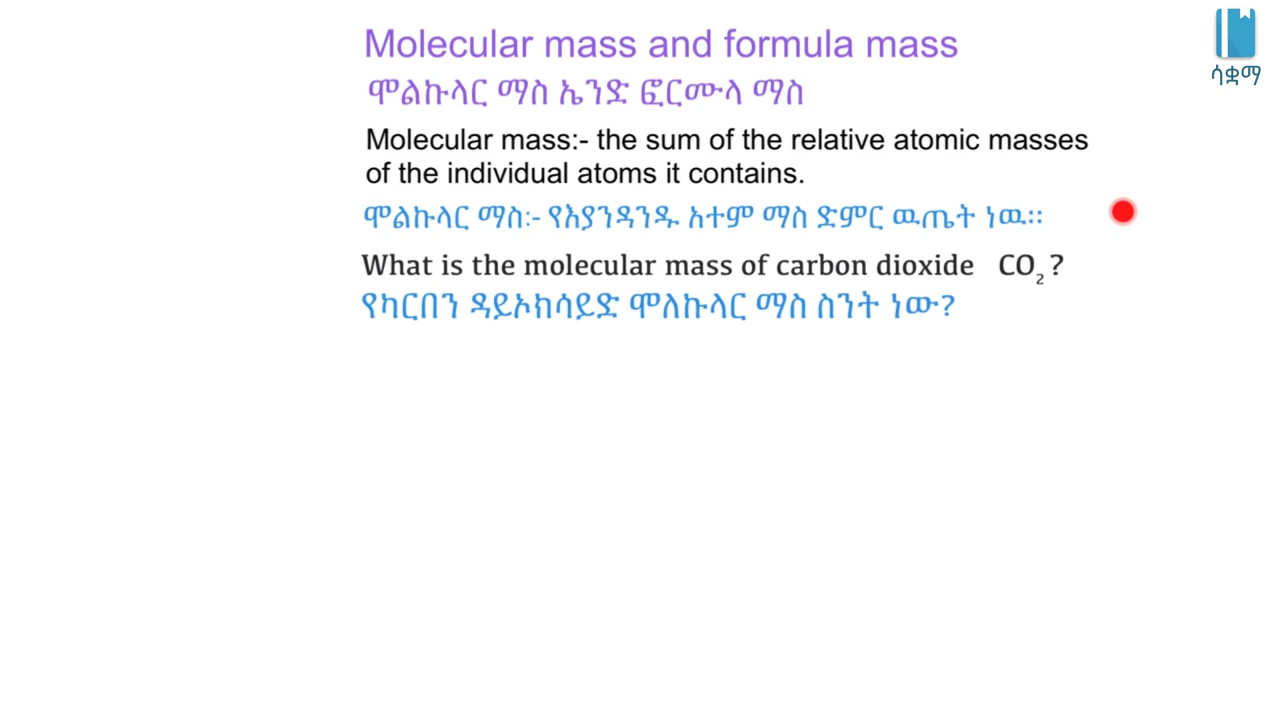 Molecular mass and formula mass
ሞልኩላር ማስ ኤንድ ፎርሙላ ማስ
Molecular mass:- the sum of the relative atomic masses
of the individual atoms it contains.
ሞልኩላር ማስ:- የእያንዳንዱ አተም ማስ ድምር ዉጤት ነዉ።
What is the molecular mass of carbon dioxide CO₂ ?
የካርበን ዳይኦክሳይድ ሞለኩላር ማስ ስንት ነው?
ሳቋማ